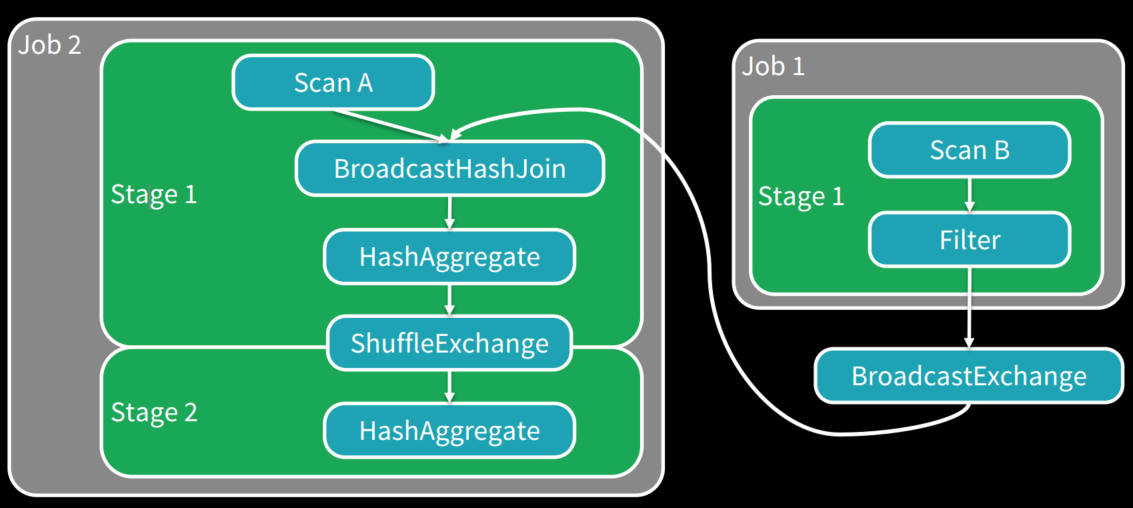 Job 2
Scan A
BroadcastHashJoin
Stage 1
HashAggregate
ShuffleExchange
Stage 2
HashAggregate
Job 1
Scan B
Stage 1
Filter
BroadcastExchange